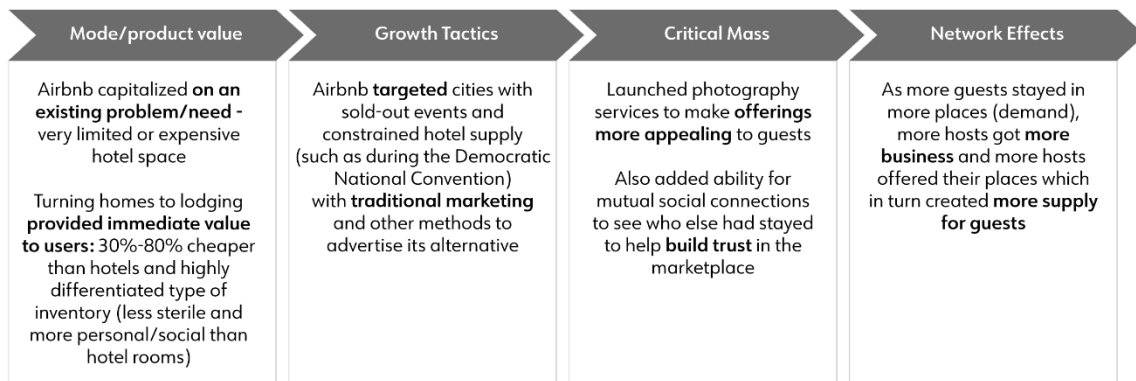 Mode/product value
Airbnb capitalized on an
existing problem/need -
very limited or expensive
hotel space
Turning homes to lodging
provided immediate value
to users: 30%-80% cheaper
than hotels and highly
differentiated type of
inventory (less sterile and
more personal/social than
hotel rooms)
Growth Tactics
Airbnb targeted cities with
sold-out events and
constrained hotel supply
(such as during the Democratic
National Convention)
with traditional marketing
and other methods to
advertise its alternative
Critical Mass
Launched photography
services to make offerings
more appealing to guests
Also added ability for
mutual social connections
to see who else had stayed
to help build trust in the
marketplace
Network Effects
As more guests stayed in
more places (demand),
more hosts got more
business and more hosts
offered their places which
in turn created more supply
for guests